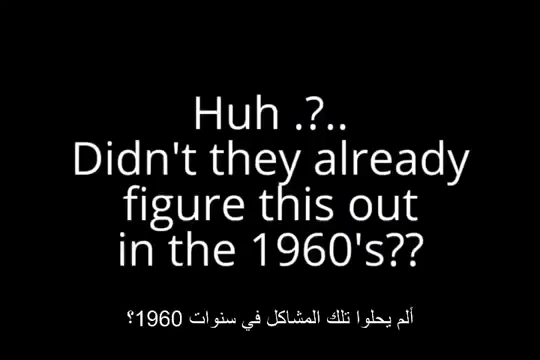 Huh .?..
Didn't they already
figure this out
in the 1960's??
ألم يحلوا تلك المشاكل في سنوات 1960؟